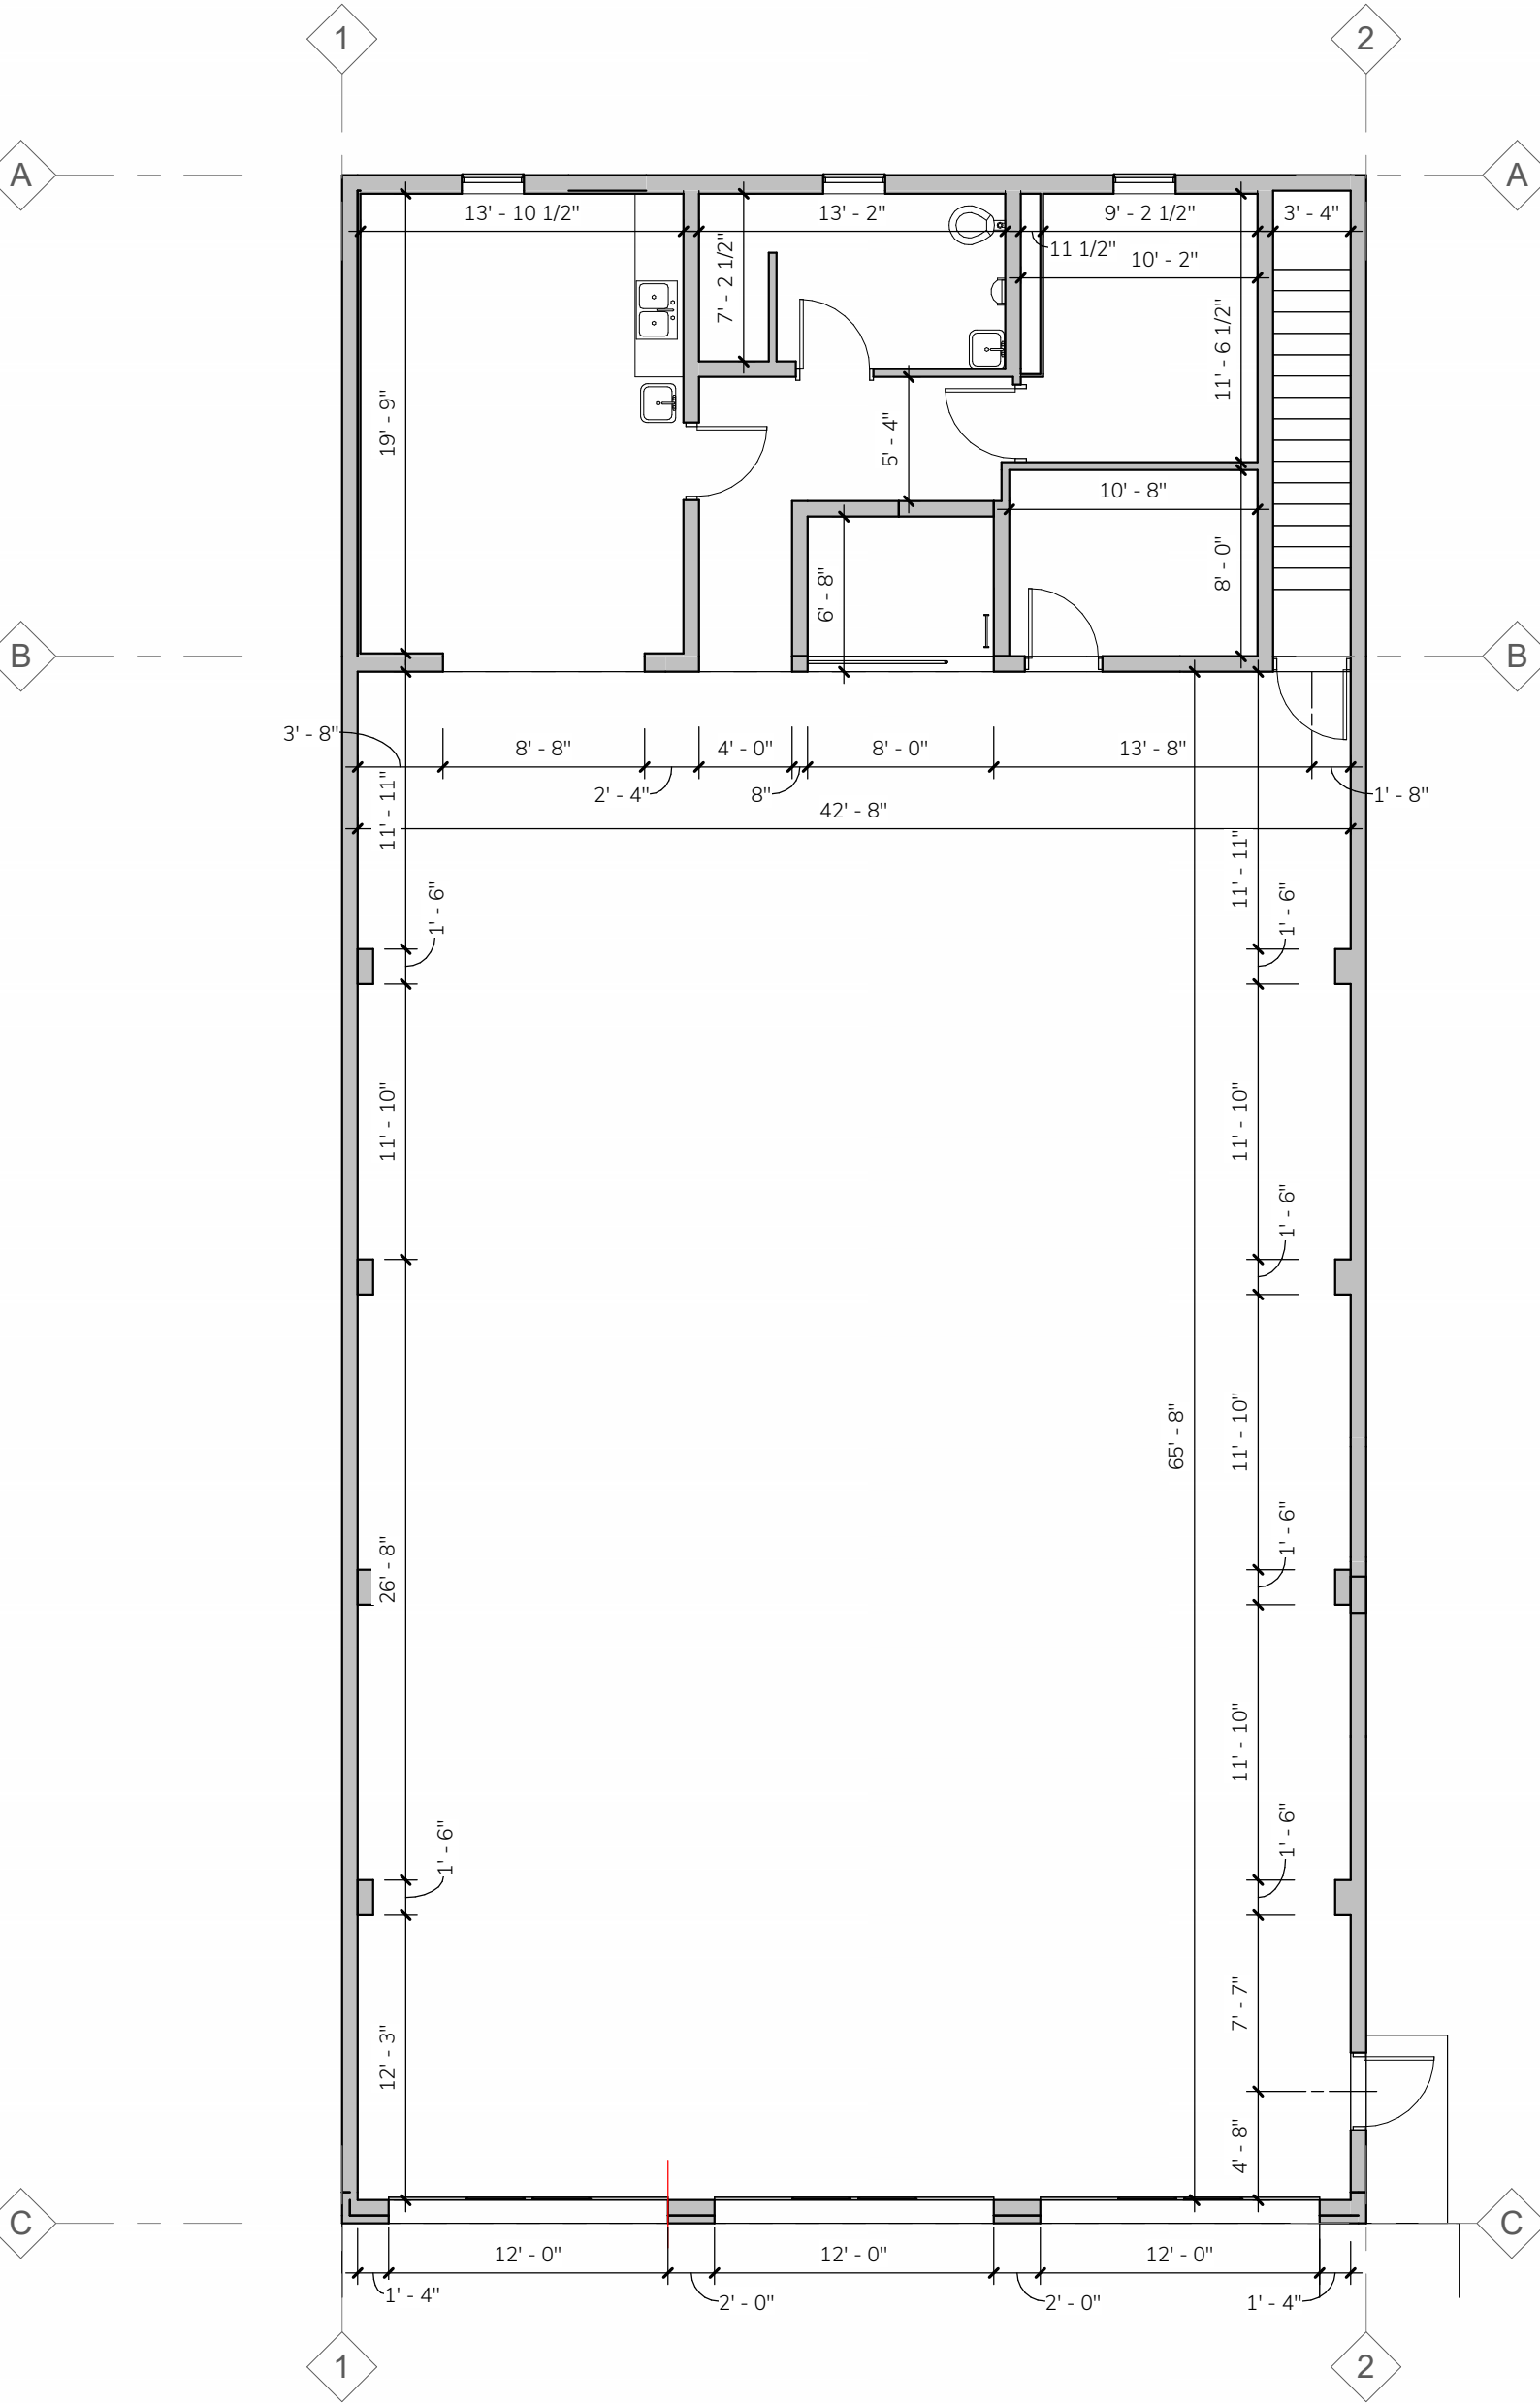 1
2
A
A
13' - 10 1/2"
13' - 2"
9' - 2 1/2"
3' - 4"
11 1/2"
10' - 2"
7' - 2 1/2"
11' - 6 1/2"
19' - 9"
5' - 4"
10' - 8"
8' - 0"
6' - 8"
B
B
3' - 8"
8' - 8"
4' - 0"
8' - 0"
13' - 8"
2' - 4"
8"
1' - 8"
42' - 8"
11' - 11"
11' - 11"
1' - 6"
1' - 6"
11' - 10"
11' - 10"
1' - 6"
65' - 8"
11' - 10"
26' - 8"
1' - 6"
11' - 10"
1' - 6"
1' - 6"
7' - 7"
12' - 3"
4' - 8"
C
C
12' - 0"
12' - 0"
12' - 0"
1' - 4"
2' - 0"
2' - 0"
1' - 4"
1
2